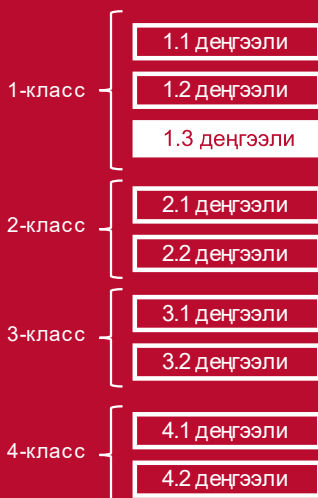 1-класс
1.1 деңгээли
1.2 деңгээли
1.3 деңгээли
2-класс
2.1 деңгээли
2.2 деңгээли
3-класс
3.1 деңгээли
3.2 деңгээли
4-класс
4.1 деңгээли
4.2 деңгээли